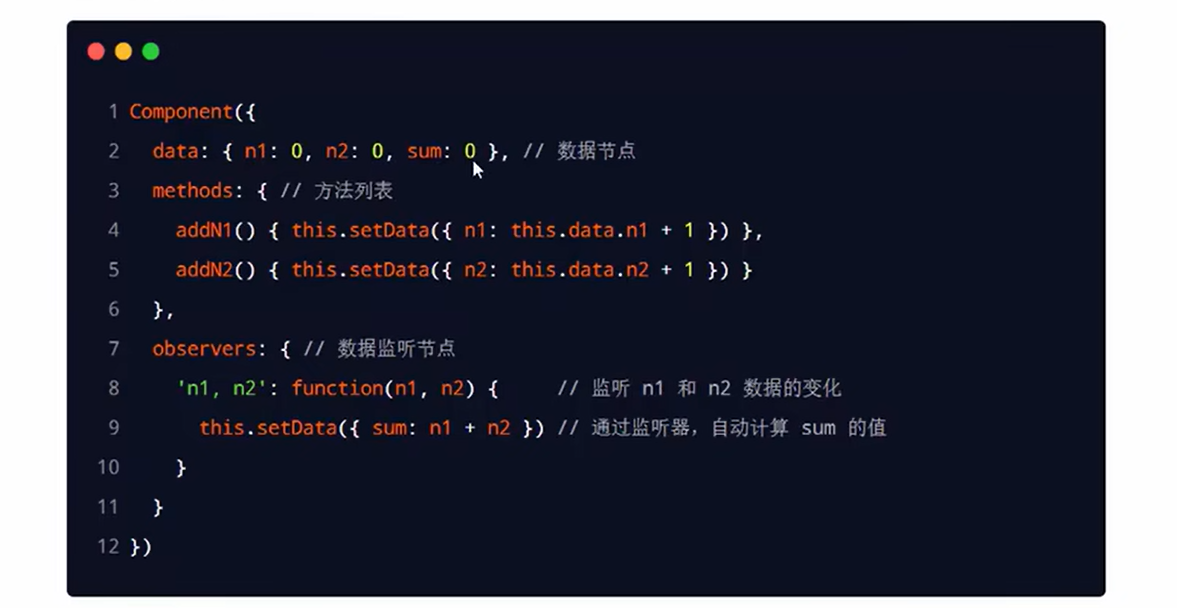 1 Component({
2   data: { n1: 0, n2: 0, sum: 0 }, // 数据节点
3   methods: { // 方法列表
4     addN1() { this.setData({ n1: this.data.n1 + 1 }) },
5     addN2() { this.setData({ n2: this.data.n2 + 1 }) }
6   },
7   observers: { // 数据监听节点
8     'n1, n2': function(n1, n2) {     // 监听 n1 和 n2 数据的变化
9       this.setData({ sum: n1 + n2 }) // 通过监听器，自动计算 sum 的值
10     }
11   }
12 })